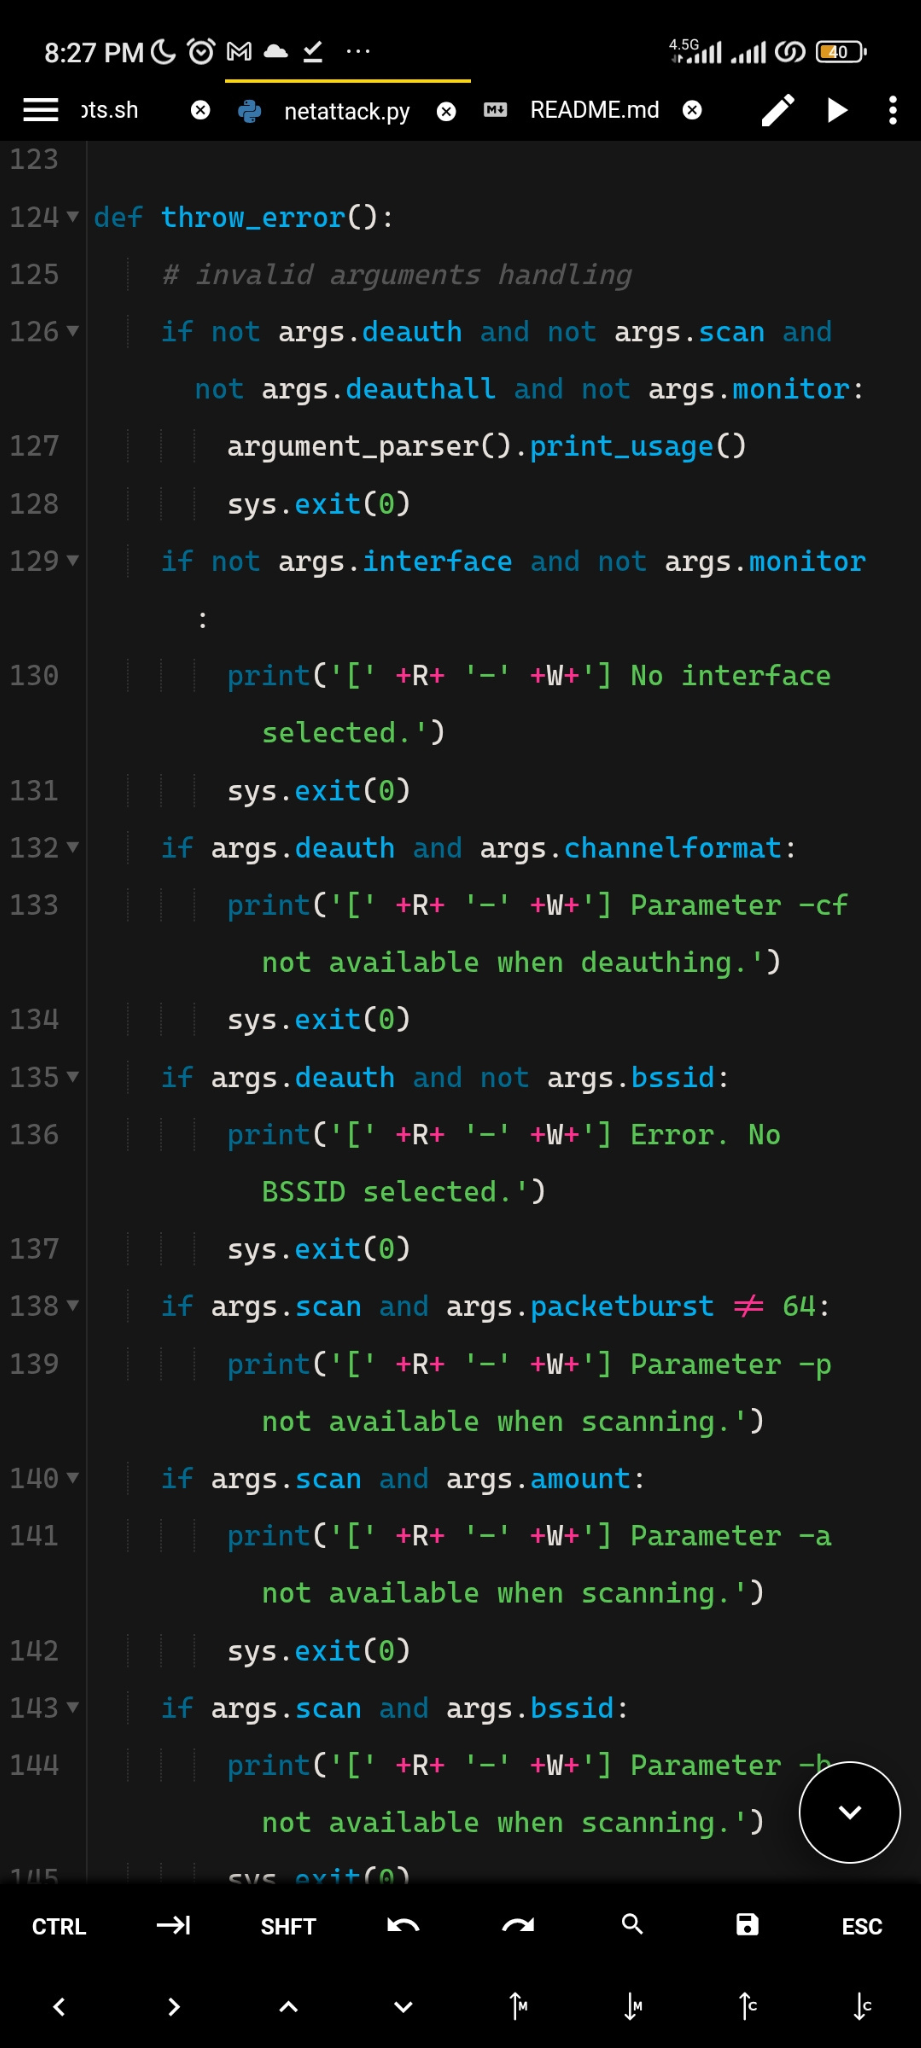 8:27 PM ... 4.5G 40
ots.sh netattack.py M↓ README.md
123
124 def throw_error():
125 # invalid arguments handling
126 if not args.deauth and not args.scan and
not args.deauthall and not args.monitor:
127 argument_parser().print_usage()
128 sys.exit(0)
129 if not args.interface and not args.monitor
:
130 print('[' +R+ '-' +W+'] No interface
selected.')
131 sys.exit(0)
132 if args.deauth and args.channelformat:
133 print('[' +R+ '-' +W+'] Parameter -cf
not available when deauthing.')
134 sys.exit(0)
135 if args.deauth and not args.bssid:
136 print('[' +R+ '-' +W+'] Error. No
BSSID selected.')
137 sys.exit(0)
138 if args.scan and args.packetburst ≠ 64:
139 print('[' +R+ '-' +W+'] Parameter -p
not available when scanning.')
140 if args.scan and args.amount:
141 print('[' +R+ '-' +W+'] Parameter -a
not available when scanning.')
142 sys.exit(0)
143 if args.scan and args.bssid:
144 print('[' +R+ '-' +W+'] Parameter -b
not available when scanning.')
145 sys.exit(0)
CTRL SHFT ESC
M M C C